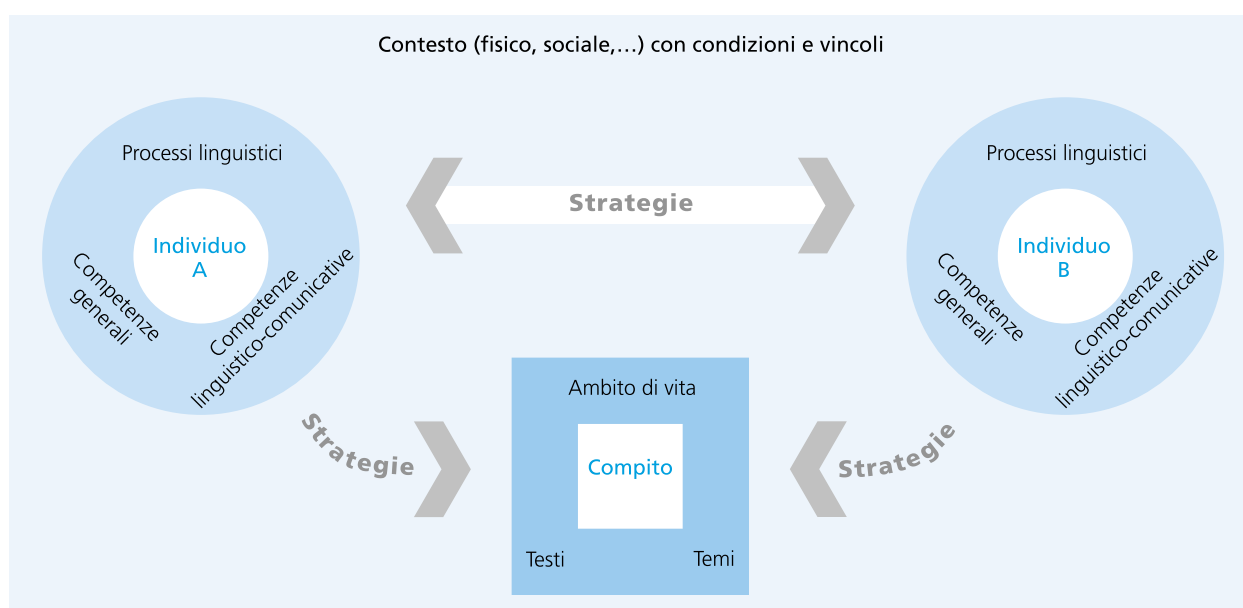 Contesto (fisico, sociale,...) con condizioni e vincoli
Processi linguistici
Individuo
A
Competenze
generali
Competenze
linguistico-comunicative
Strategie
Processi linguistici
Individuo
B
Competenze
generali
Competenze
linguistico-comunicative
Strategie
Ambito di vita
Compito
Testi
Temi
Strategie